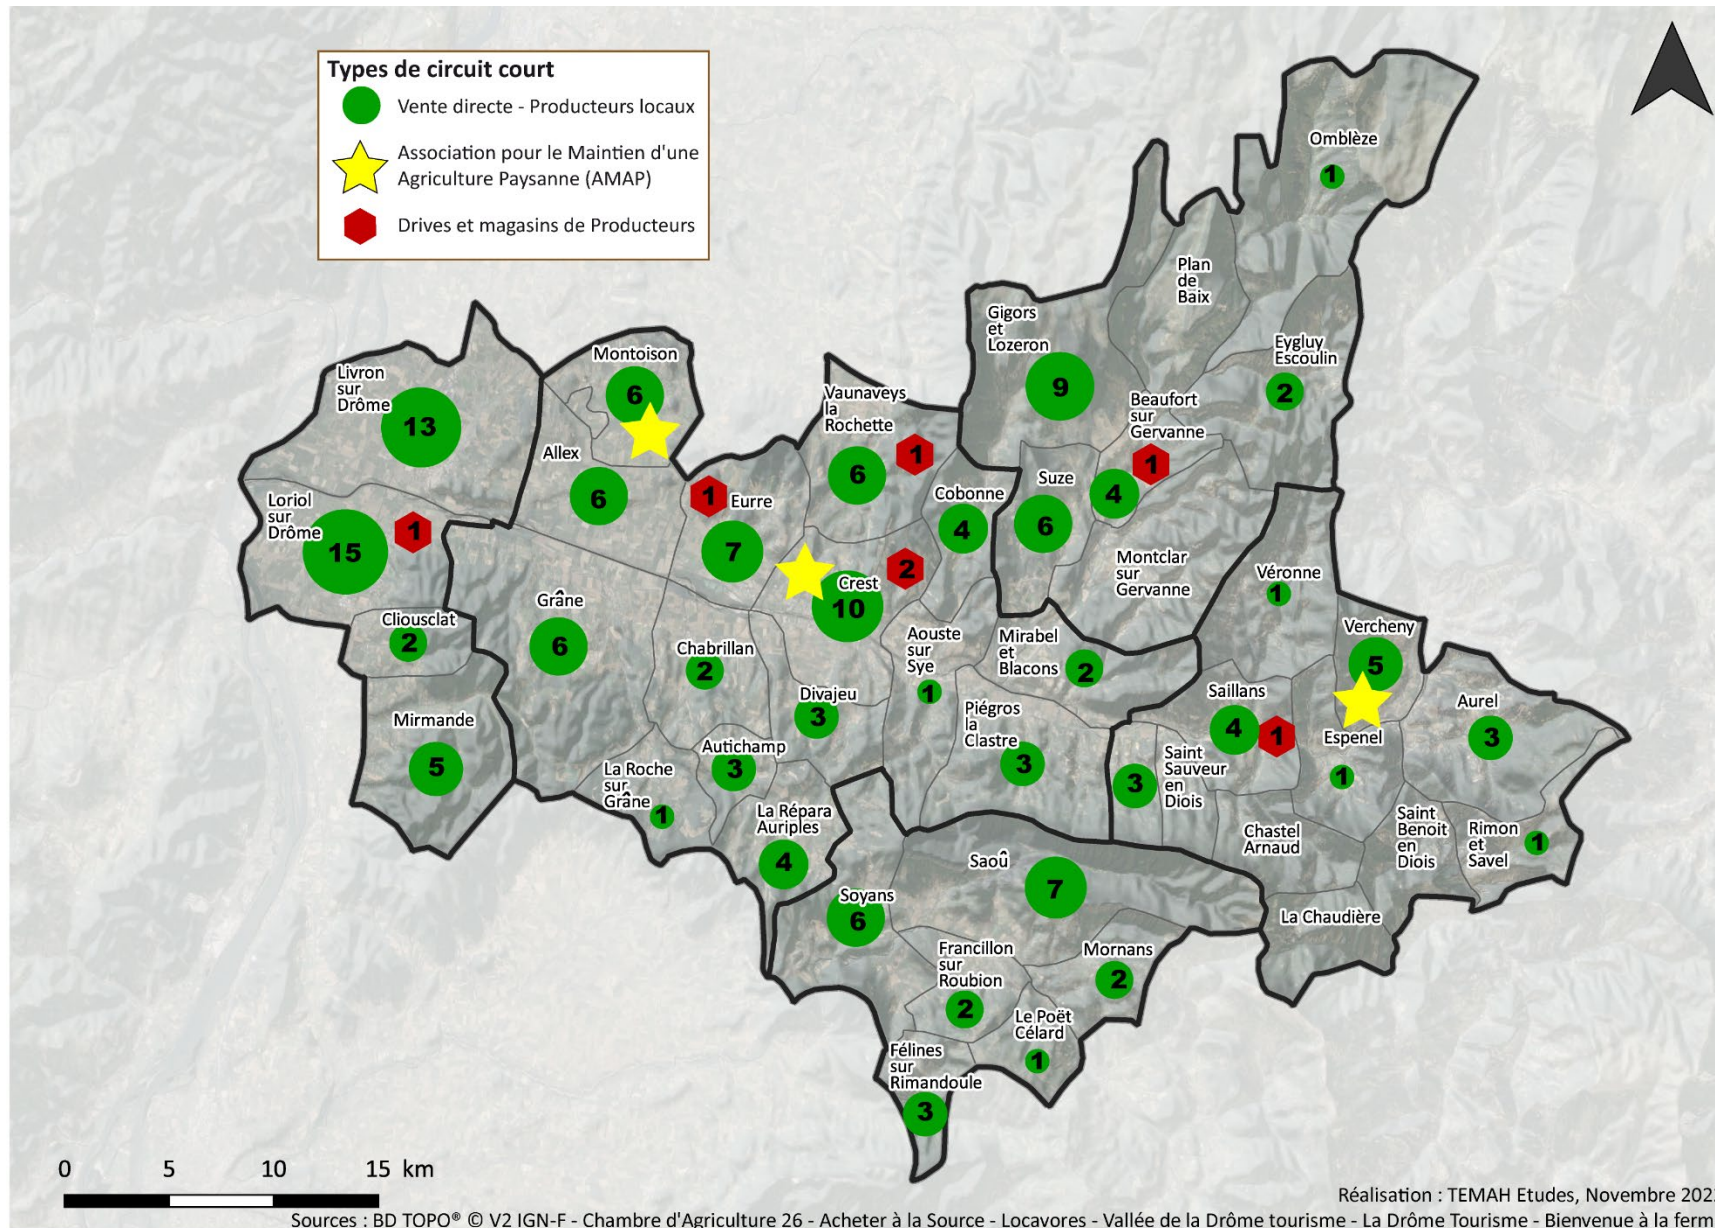 Types de circuit court
Vente directe - Producteurs locaux
Association pour le Maintien d'une
Agriculture Paysanne (AMAP)
Drives et magasins de Producteurs
Omblèze
1
Plan
de
Baix
Gigors
et
Lozeron
9
Eygluy
Escoulin
2
Montoison
6
Livron
sur
Drôme
13
Vaunaveys
la
Rochette
6
1
Beaufort
sur
Gervanne
1
4
Allex
6
Suze
6
Cobonne
4
1
Eurre
7
Loriol
sur
Drôme
15
1
2
Crest
10
Montclar
sur
Gervanne
Véronne
1
Grâne
6
Cliousclat
2
Chabrillan
2
Aouste
sur
Sye
1
Mirabel
et
Blacons
2
Vercheny
5
Saillans
4
1
Aurel
3
Divajeu
3
Mirmande
5
Piégros
la
Clastre
3
Espenel
1
Autichamp
3
Saint
Sauveur
en
Diois
3
La Roche
sur
Grâne
1
La Répara
Auriples
4
Chastel
Arnaud
Saint
Benoit
en
Diois
Rimon
et
Savel
1
Saoû
7
Soyans
6
La Chaudière
Francillon
sur
Roubion
2
Mornans
2
Le Poët
Célard
1
Félines
sur
Rimandoule
3
0 5 10 15 km
Réalisation : TEMAH Etudes, Novembre
Sources : BD TOPO® © V2 IGN-F - Chambre d'Agriculture 26 - Acheter à la Source - Locavores - Vallée de la Drôme tourisme - La Drôme Tourisme - Bienvenue à la ferm